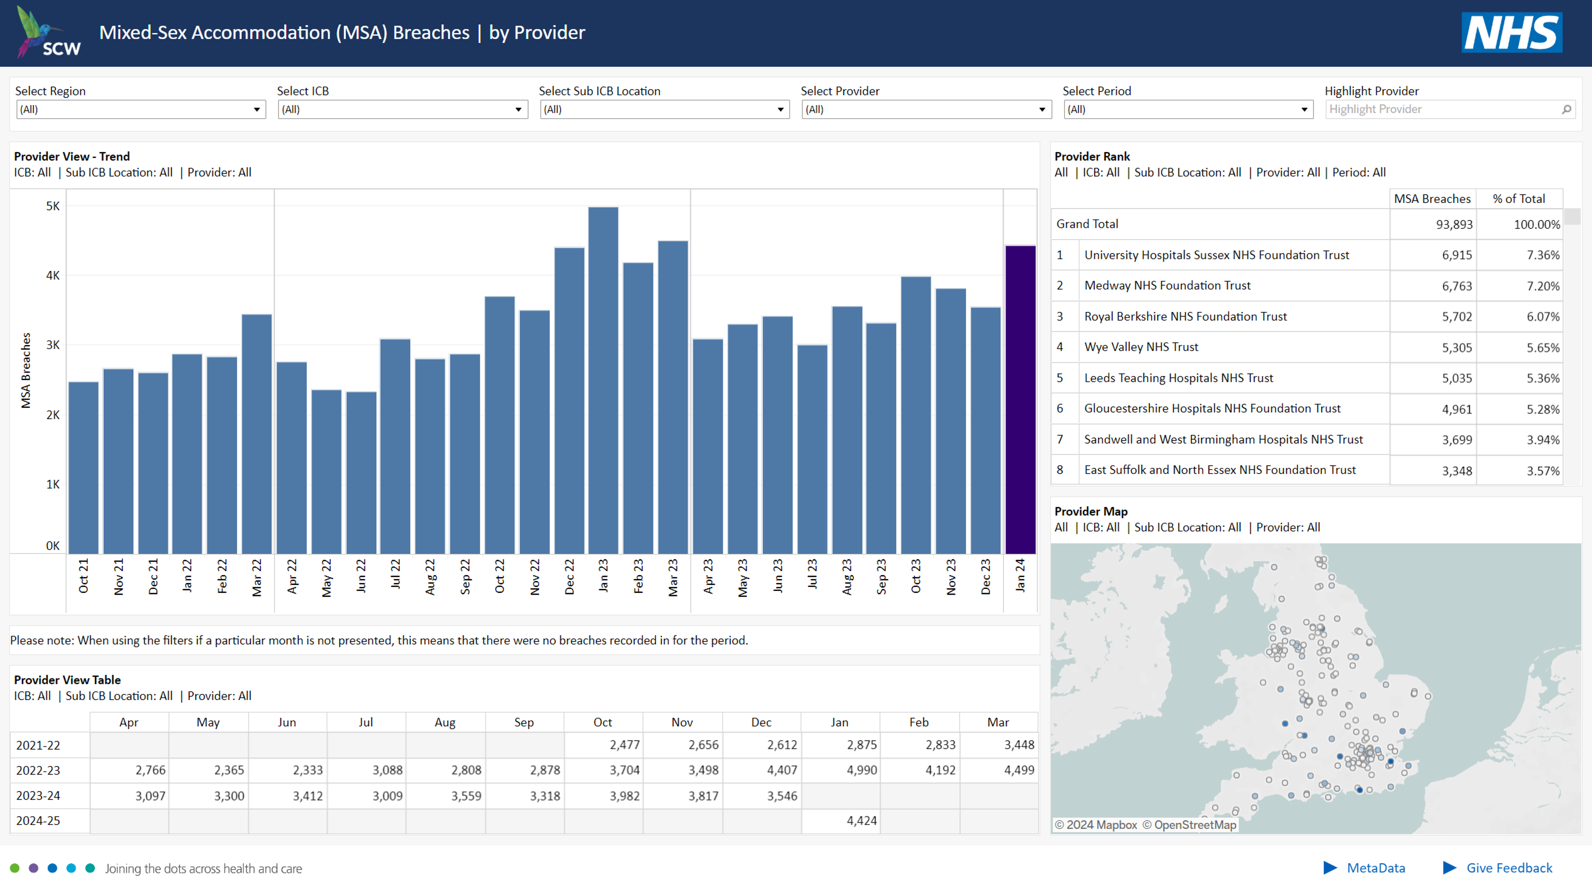 SCW
Mixed-Sex Accommodation (MSA) Breaches | by Provider
NHS
Select Region
Select ICB
Select Sub ICB Location
Select Provider
Select Period
Highlight Provider
(All)
(All)
(All)
(All)
(All)
Highlight Provider
Provider View - Trend
ICB: All | Sub ICB Location: All | Provider: All
MSA Breaches
5K
4K
3K
2K
1K
0K
Oct 21
Nov 21
Dec 21
Jan 22
Feb 22
Mar 22
Apr 22
May 22
Jun 22
Jul 22
Aug 22
Sep 22
Oct 22
Nov 22
Dec 22
Jan 23
Feb 23
Mar 23
Apr 23
May 23
Jun 23
Jul 23
Aug 23
Sep 23
Oct 23
Nov 23
Dec 23
Jan 24
Please note: When using the filters if a particular month is not presented, this means that there were no breaches recorded in for the period.
Provider View Table
ICB: All | Sub ICB Location: All | Provider: All
Apr May Jun Jul Aug Sep Oct Nov Dec Jan Feb Mar
2021-22 2,477 2,656 2,612 2,875 2,833 3,448
2022-23 2,766 2,365 2,333 3,088 2,808 2,878 3,704 3,498 4,407 4,990 4,192 4,499
2023-24 3,097 3,300 3,412 3,009 3,559 3,318 3,982 3,817 3,546
2024-25 4,424
Provider Rank
All | ICB: All | Sub ICB Location: All | Provider: All | Period: All
MSA Breaches % of Total
Grand Total 93,893 100.00%
1 University Hospitals Sussex NHS Foundation Trust 6,915 7.36%
2 Medway NHS Foundation Trust 6,763 7.20%
3 Royal Berkshire NHS Foundation Trust 5,702 6.07%
4 Wye Valley NHS Trust 5,305 5.65%
5 Leeds Teaching Hospitals NHS Trust 5,035 5.36%
6 Gloucestershire Hospitals NHS Foundation Trust 4,961 5.28%
7 Sandwell and West Birmingham Hospitals NHS Trust 3,699 3.94%
8 East Suffolk and North Essex NHS Foundation Trust 3,348 3.57%
Provider Map
All | ICB: All | Sub ICB Location: All | Provider: All
© 2024 Mapbox © OpenStreetMap
Joining the dots across health and care
MetaData
Give Feedback